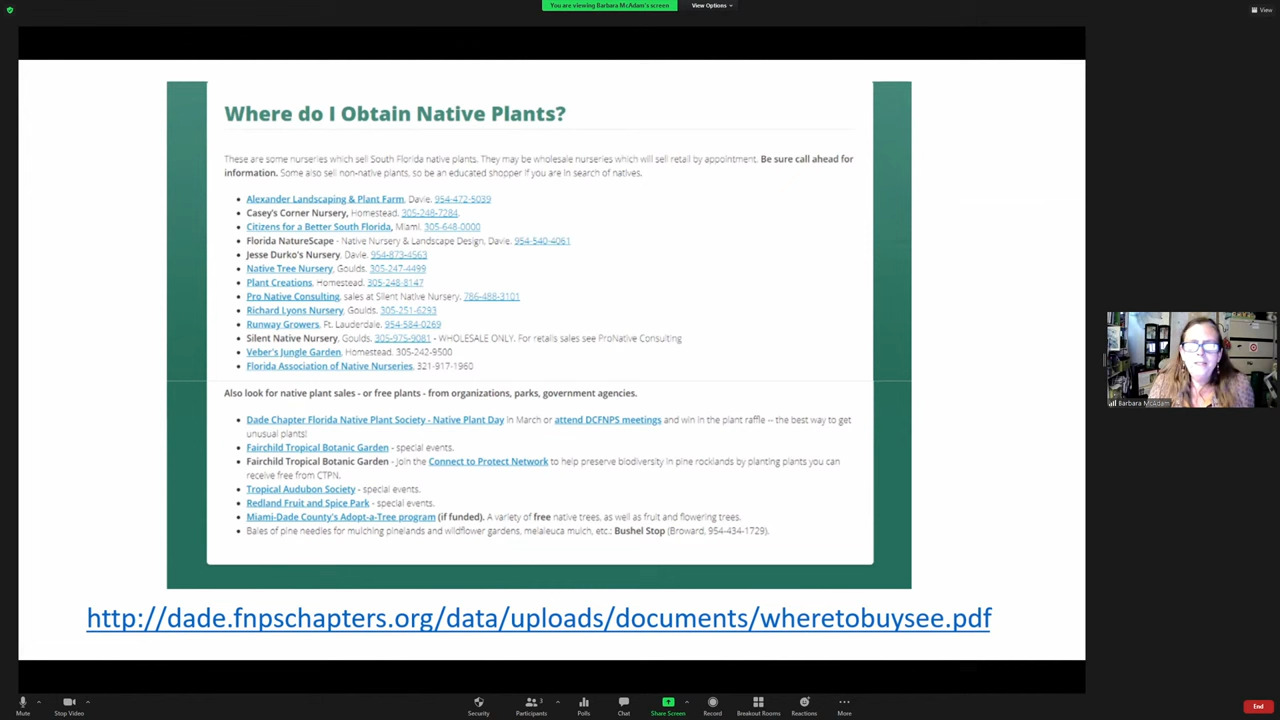 You are viewing Barbara McAdam's screen
View Options
View
Where do I Obtain Native Plants?
These are some nurseries which sell South Florida native plants. They may be wholesale nurseries which will sell retail by appointment. Be sure call ahead for
information. Some also sell non-native plants, so be an educated shopper if you are in search of natives.
Alexander Landscaping & Plant Farm, Davie. 954-472-5039
Casey's Corner Nursery, Homestead. 305-248-7284.
Citizens for a Better South Florida, Miami. 305-648-0000
Florida NatureScape - Native Nursery & Landscape Design, Davie. 954-540-4061
Jesse Durko's Nursery. Davie. 954-873-4563
Native Tree Nursery. Goulds. 305-247-4499
Plant Creations. Homestead. 305-248-8147
Pro Native Consulting, sales at Silent Native Nursery. 786-488-3101
Richard Lyons Nursery. Goulds. 305-251-6293
Runway Growers. Ft. Lauderdale. 954-584-0269
Silent Native Nursery, Goulds. 305-975-9081 - WHOLESALE ONLY. For retails sales see ProNative Consulting
Veber's Jungle Garden, Homestead. 305-242-9500
Florida Association of Native Nurseries, 321-917-1960
Also look for native plant sales - or free plants - from organizations, parks, government agencies.
Dade Chapter Florida Native Plant Society - Native Plant Day in March or attend DCFNPS meetings and win in the plant raffle -- the best way to get
unusual plants!
Fairchild Tropical Botanic Garden - special events.
Fairchild Tropical Botanic Garden - Join the Connect to Protect Network to help preserve biodiversity in pine rocklands by planting plants you can
receive free from CTPN.
Tropical Audubon Society - special events.
Redland Fruit and Spice Park - special events.
Miami-Dade County's Adopt-a-Tree program (if funded). A variety of free native trees, as well as fruit and flowering trees.
Bales of pine needles for mulching pinelands and wildflower gardens, melaleuca mulch, etc.: Bushel Stop (Broward, 954-434-1729).
http://dade.fnpschapters.org/data/uploads/documents/wheretobuysee.pdf
Barbara McAdam
Mute
Stop Video
Security
Participants
3
Polls
Chat
Share Screen
Record
Breakout Rooms
Reactions
More
End